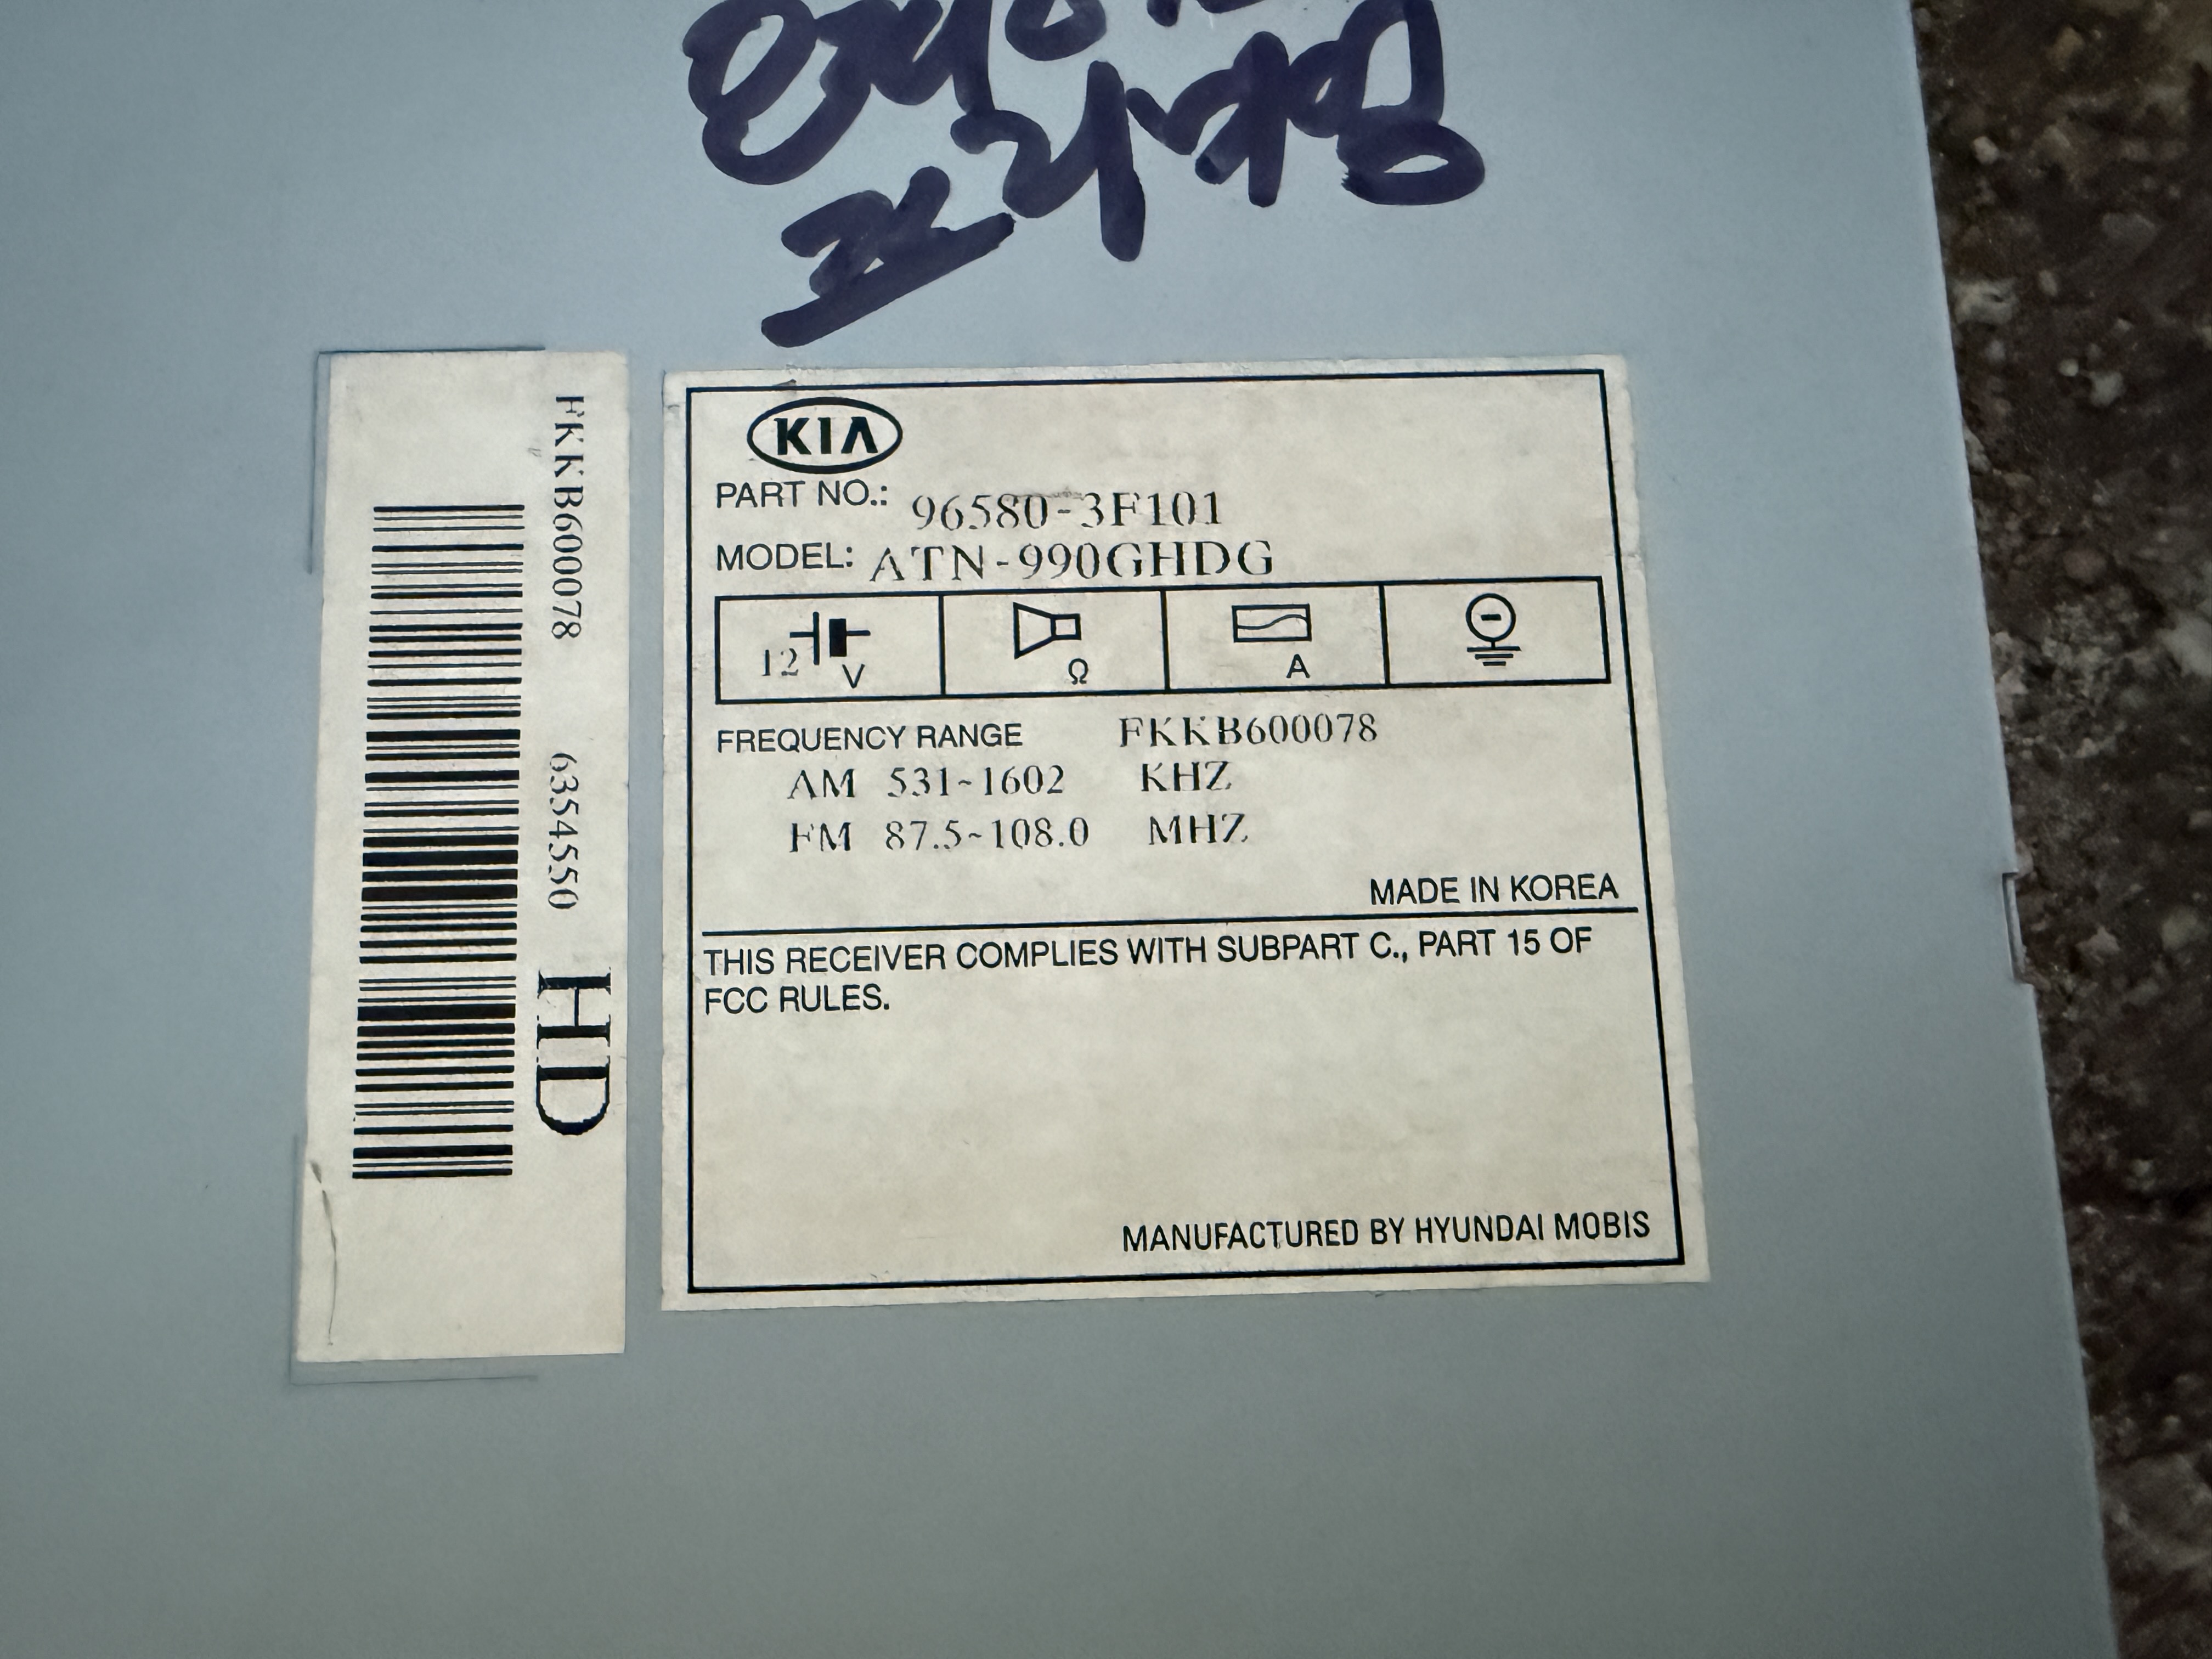 KIA
PART NO.: 96580-3F101
MODEL: ATN-990GHDG
12 V
Ω
A
FREQUENCY RANGE FKKB600078
AM 531~1602 KHZ
FM 87.5~108.0 MHZ
MADE IN KOREA
THIS RECEIVER COMPLIES WITH SUBPART C., PART 15 OF
FCC RULES.
MANUFACTURED BY HYUNDAI MOBIS
FKKB600078 6354550 HD